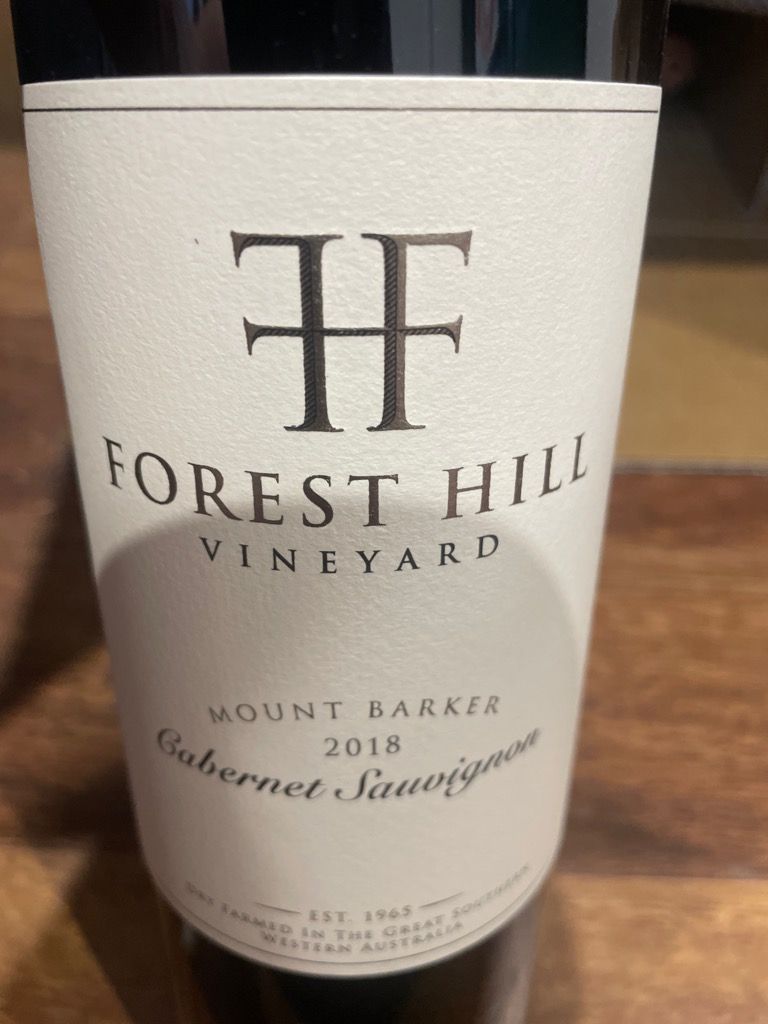 FOREST HILL
VINEYARD
MOUNT BARKER
2018
Cabernet Sauvignon
EST. 1965
DRY FARMED IN THE GREAT SOUTHERN
WESTERN AUSTRALIA